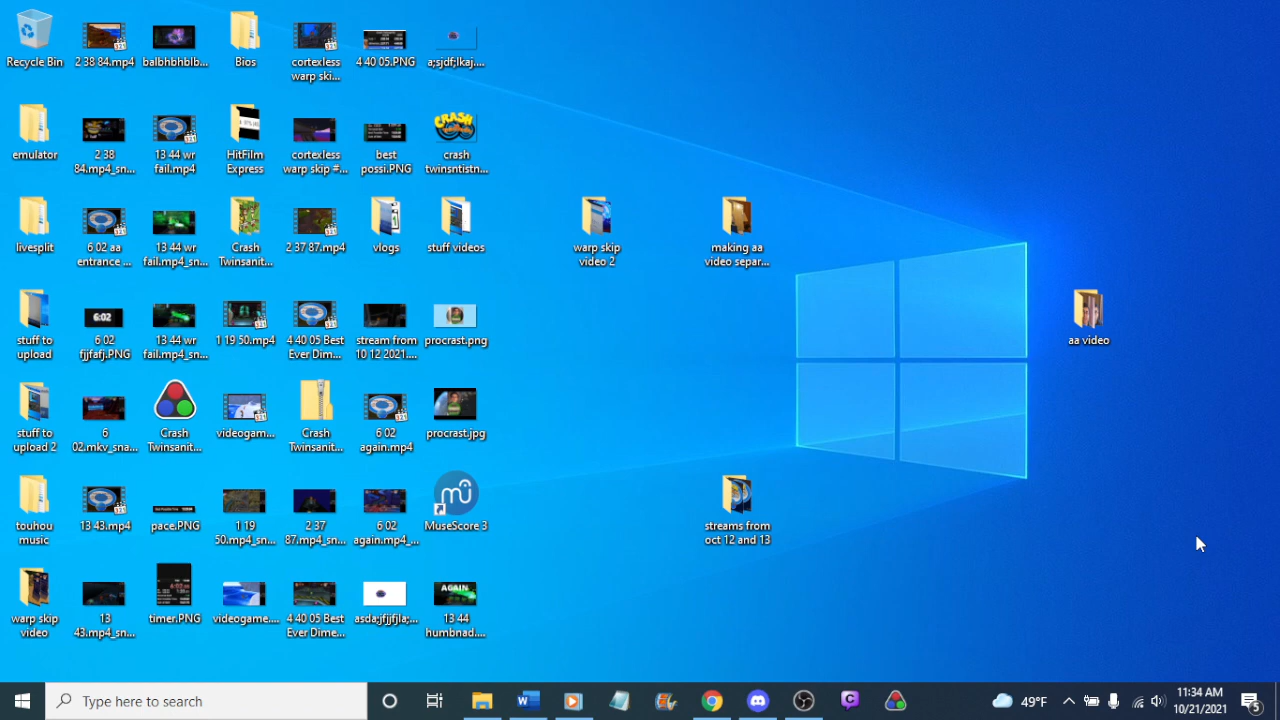 Recycle Bin
2 38 84.mp4
balbhbhblb...
Bios
cortexless
warp ski...
4 40 05.PNG
a;sjdf;lkaj....
emulator
2 38
84.mp4_sn...
13 44 wr
fail.mp4
HitFilm
Express
cortexless
warp skip #...
best
possi.PNG
CRASH
crash
twinsntistn...
livesplit
6 02 aa
entrance ...
13 44 wr
fail.mp4_sn...
Crash
Twinsanit...
2 37 87.mp4
vlogs
stuff videos
warp skip
video 2
making aa
video separ...
stuff to
upload
6:02
6 02
fjjfafj.PNG
13 44 wr
fail.mp4_sn...
1 19 50.mp4
4 40 05 Best
Ever Dim...
stream from
10 12 2021....
procrast.png
aa video
stuff to
upload 2
6
02.mkv_sna...
Crash
Twinsanit...
videogam...
Crash
Twinsanit...
6 02
again.mp4
procrast.jpg
touhou
music
13 43.mp4
pace.PNG
1 19
50.mp4_sn...
2 37
87.mp4_sn...
6 02
again.mp4_...
MuseScore 3
streams from
oct 12 and 13
warp skip
video
13
43.mp4_sn...
timer.PNG
videogame....
4 40 05 Best
Ever Dime...
asda;jfjjfjla;...
AGAIN
13 44
humbnad....
Type here to search
49°F
11:34 AM
10/21/2021
5